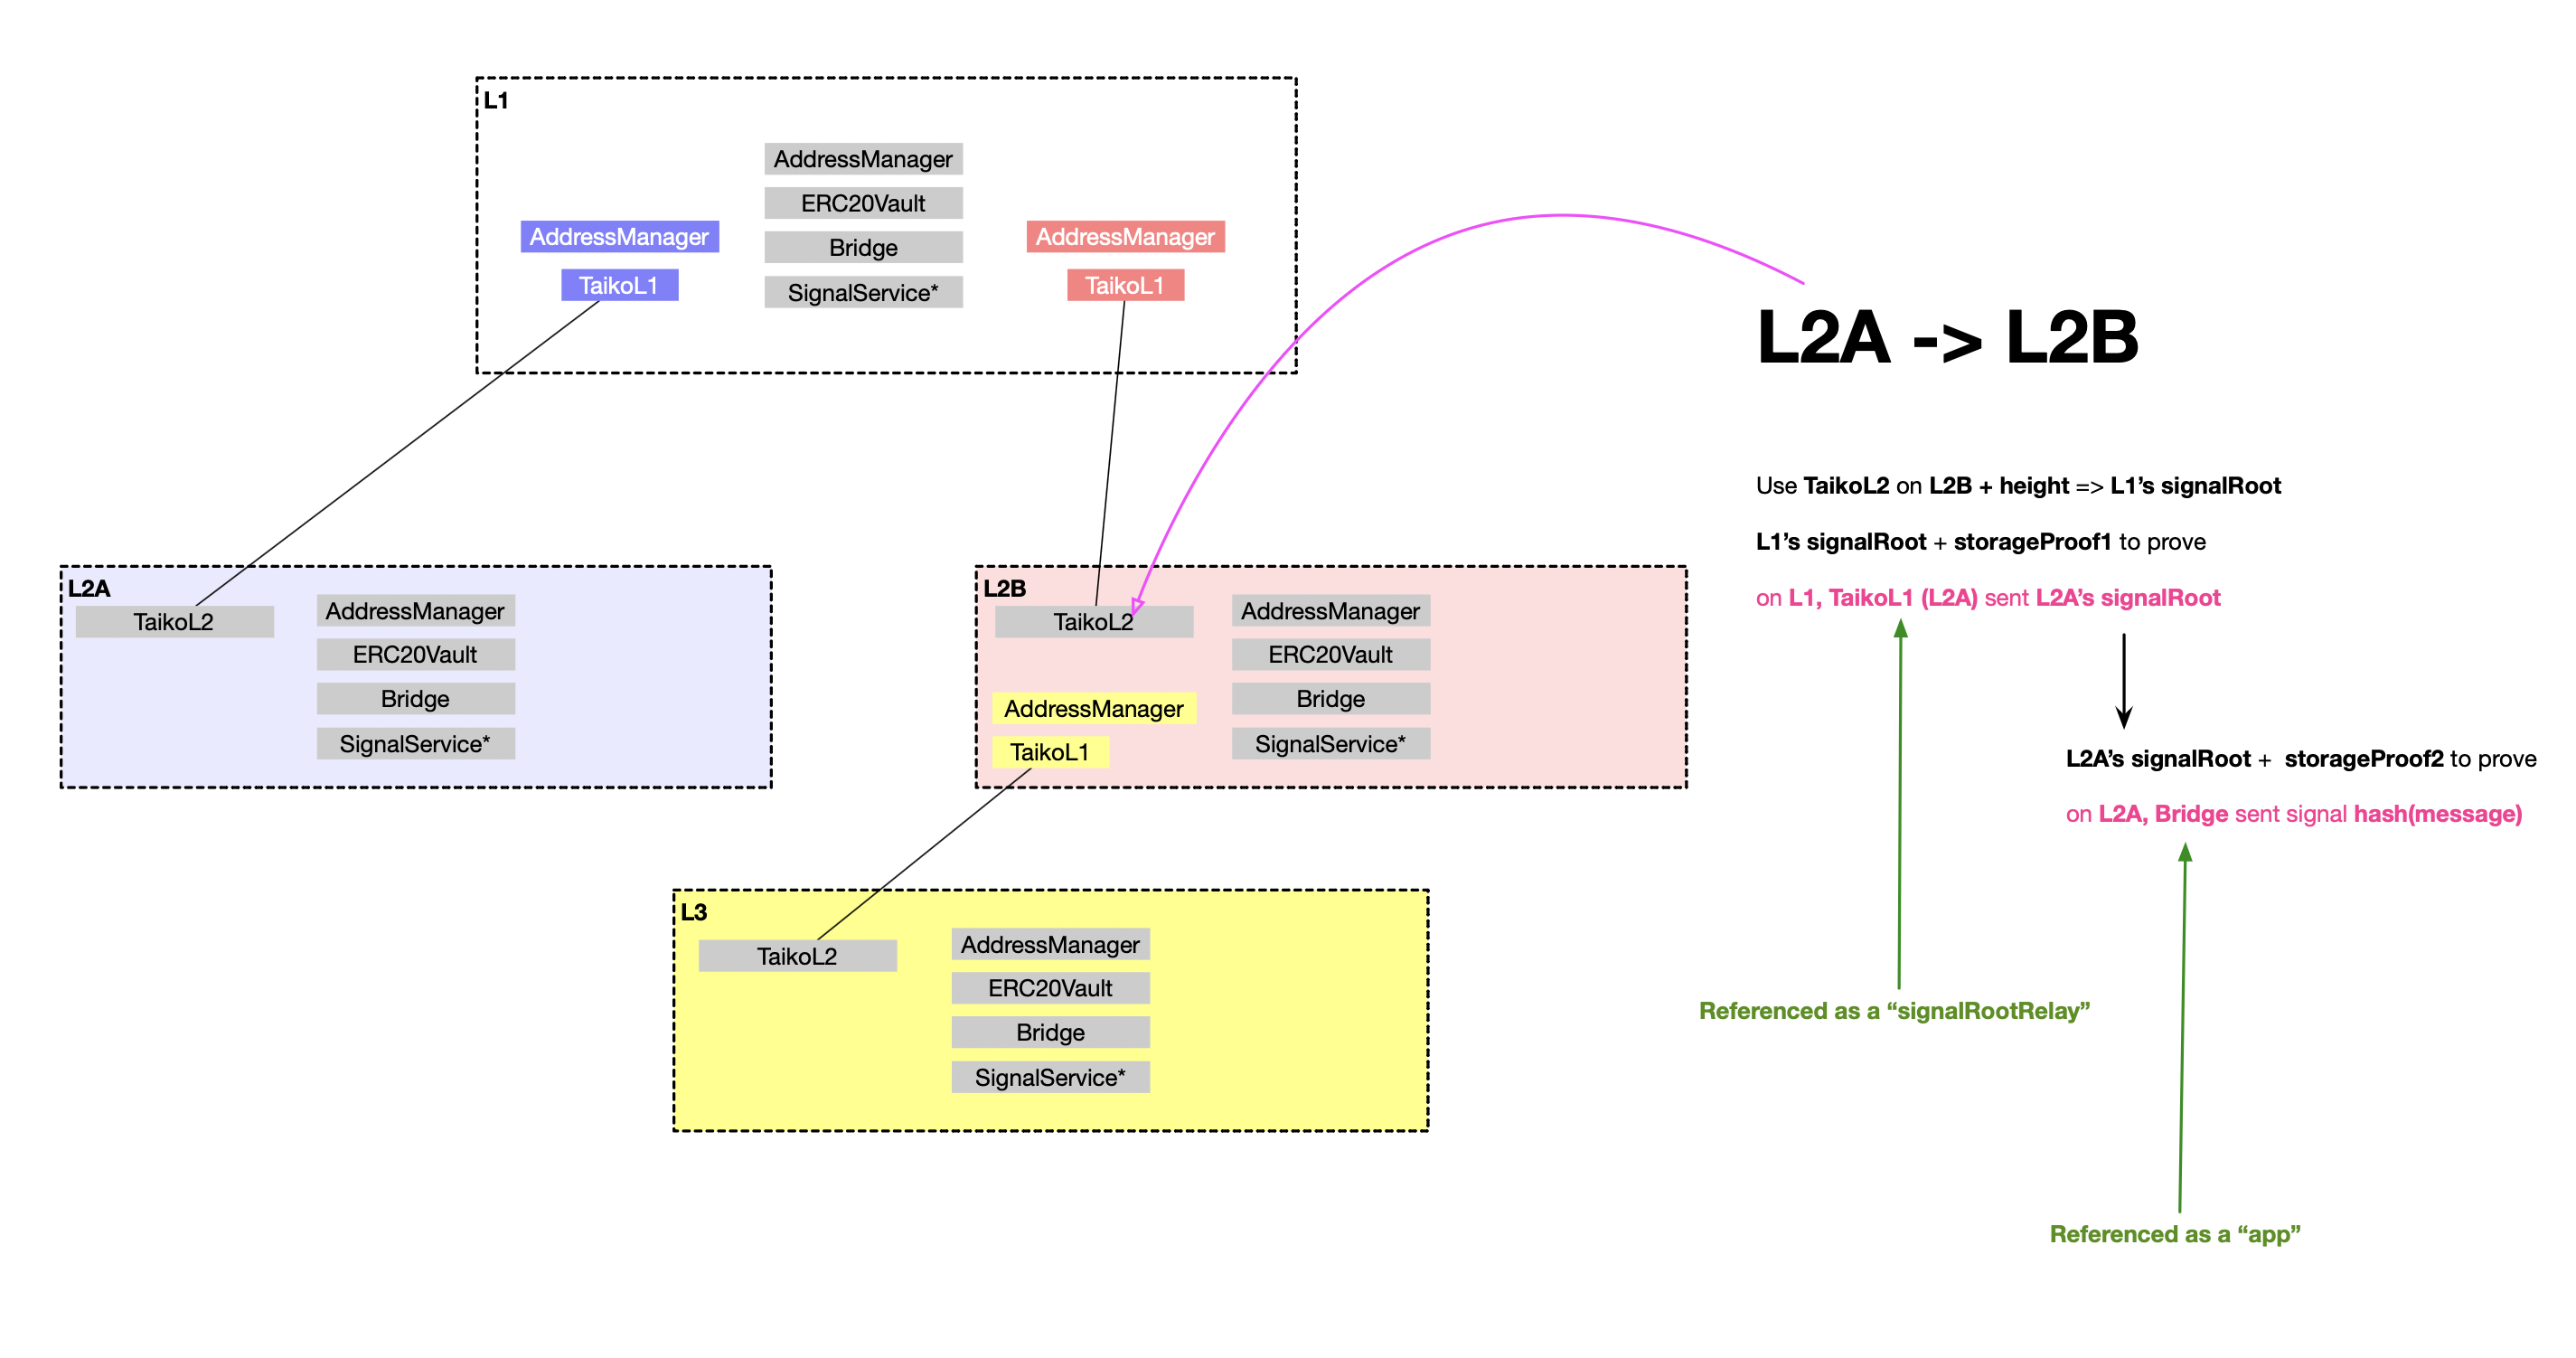 L1
AddressManager
ERC20Vault
Bridge
SignalService*
AddressManager
TaikoL1
AddressManager
TaikoL1
L2A -> L2B
Use TaikoL2 on L2B + height => L1’s signalRoot
L1’s signalRoot + storageProof1 to prove
on L1, TaikoL1 (L2A) sent L2A’s signalRoot
L2A’s signalRoot + storageProof2 to prove
on L2A, Bridge sent signal hash(message)
Referenced as a “signalRootRelay”
Referenced as a “app”
L2A
TaikoL2
AddressManager
ERC20Vault
Bridge
SignalService*
L2B
TaikoL2
AddressManager
TaikoL1
AddressManager
ERC20Vault
Bridge
SignalService*
L3
TaikoL2
AddressManager
ERC20Vault
Bridge
SignalService*